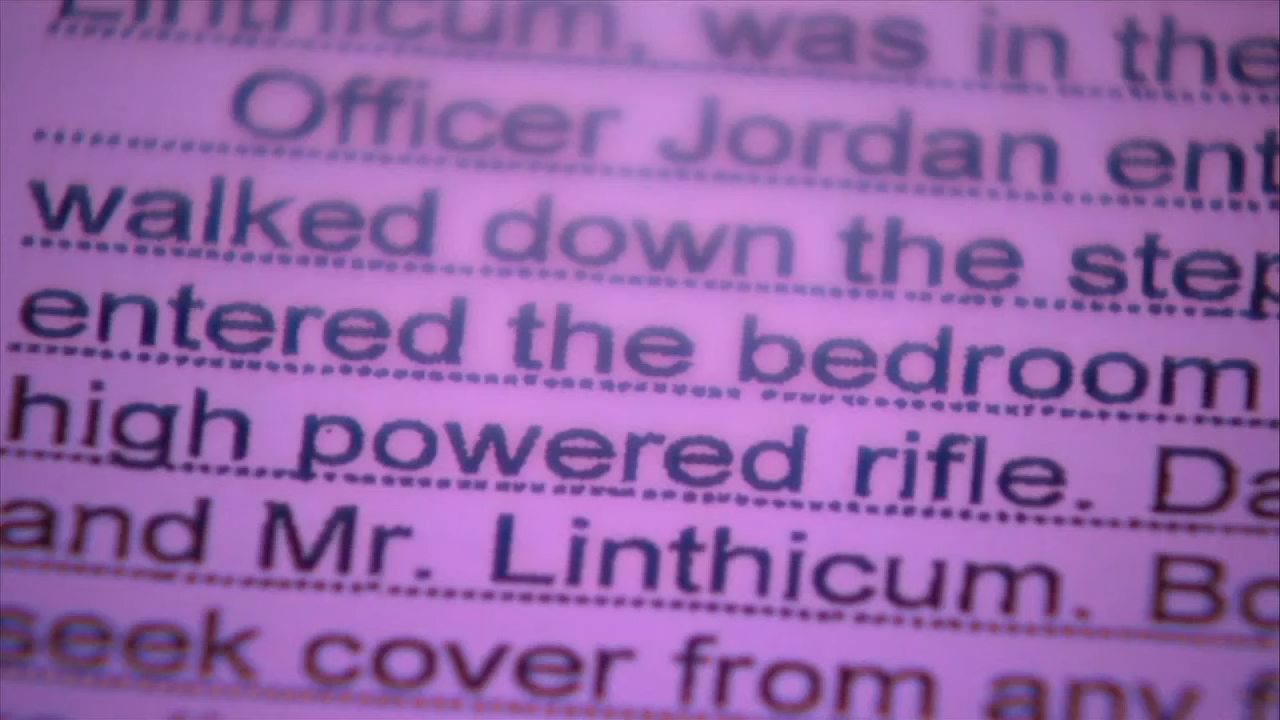 Linthicum, was in the
Officer Jordan ent
walked down the step
entered the bedroom
high powered rifle. Da
and Mr. Linthicum. Bo
seek cover from any f